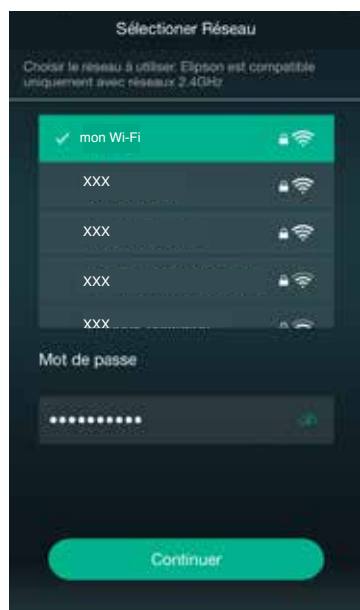 Sélectioner Réseau
Choisir le réseau à utiliser. Elipson est compatible
uniquement avec réseaux 2.4GHz
mon Wi-Fi
XXX
XXX
XXX
XXX
Mot de passe
••••••••••
Continuer